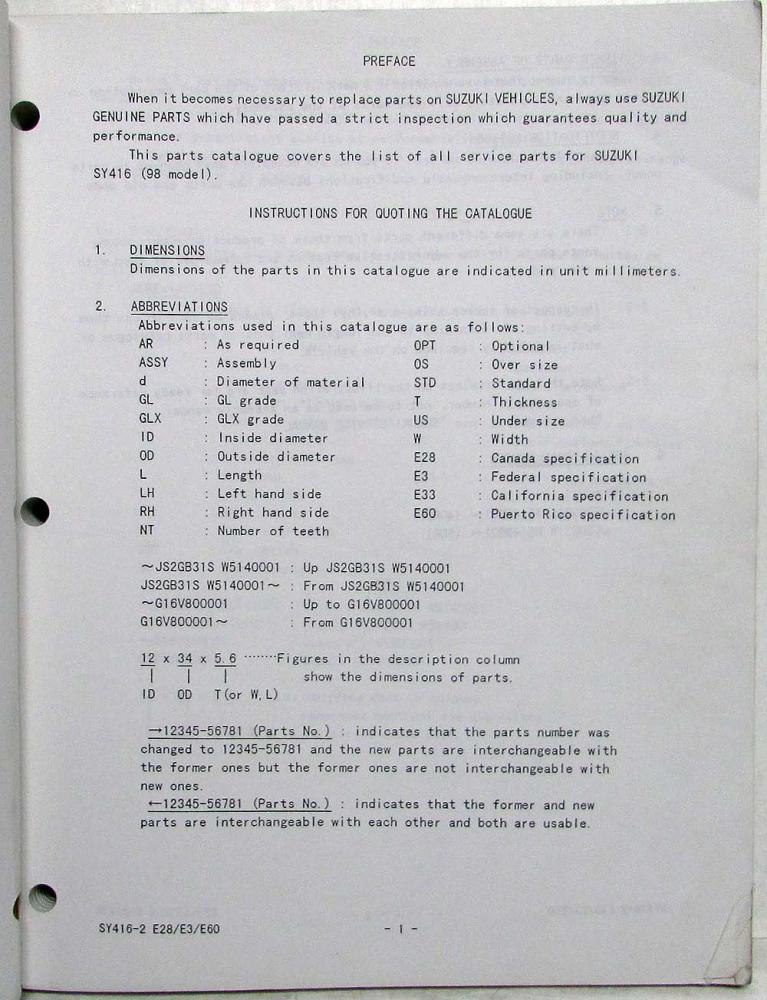 PREFACE
When it becomes necessary to replace parts on SUZUKI VEHICLES, always use SUZUKI
GENUINE PARTS which have passed a strict inspection which guarantees quality and
performance.
This parts catalogue covers the list of all service parts for SUZUKI
SY416 (98 model).
INSTRUCTIONS FOR QUOTING THE CATALOGUE
1. DIMENSIONS
Dimensions of the parts in this catalogue are indicated in unit millimeters.
2. ABBREVIATIONS
Abbreviations used in this catalogue are as follows:
AR : As required OPT : Optional
ASSY : Assembly OS : Over size
d : Diameter of material STD : Standard
GL : GL grade T : Thickness
GLX : GLX grade US : Under size
ID : Inside diameter W : Width
OD : Outside diameter E28 : Canada specification
L : Length E3 : Federal specification
LH : Left hand side E33 : California specification
RH : Right hand side E60 : Puerto Rico specification
NT : Number of teeth
~JS2GB31S W5140001 : Up JS2GB31S W5140001
JS2GB31S W5140001~ : From JS2GB31S W5140001
~G16V800001 : Up to G16V800001
G16V800001~ : From G16V800001
12 x 34 x 5.6 ········Figures in the description column
show the dimensions of parts.
ID OD T(or W,L)
→12345-56781 (Parts No.) : indicates that the parts number was
changed to 12345-56781 and the new parts are interchangeable with
the former ones but the former ones are not interchangeable with
new ones.
←12345-56781 (Parts No.) : indicates that the former and new
parts are interchangeable with each other and both are usable.
SY416-2 E28/E3/E60 - 1 -